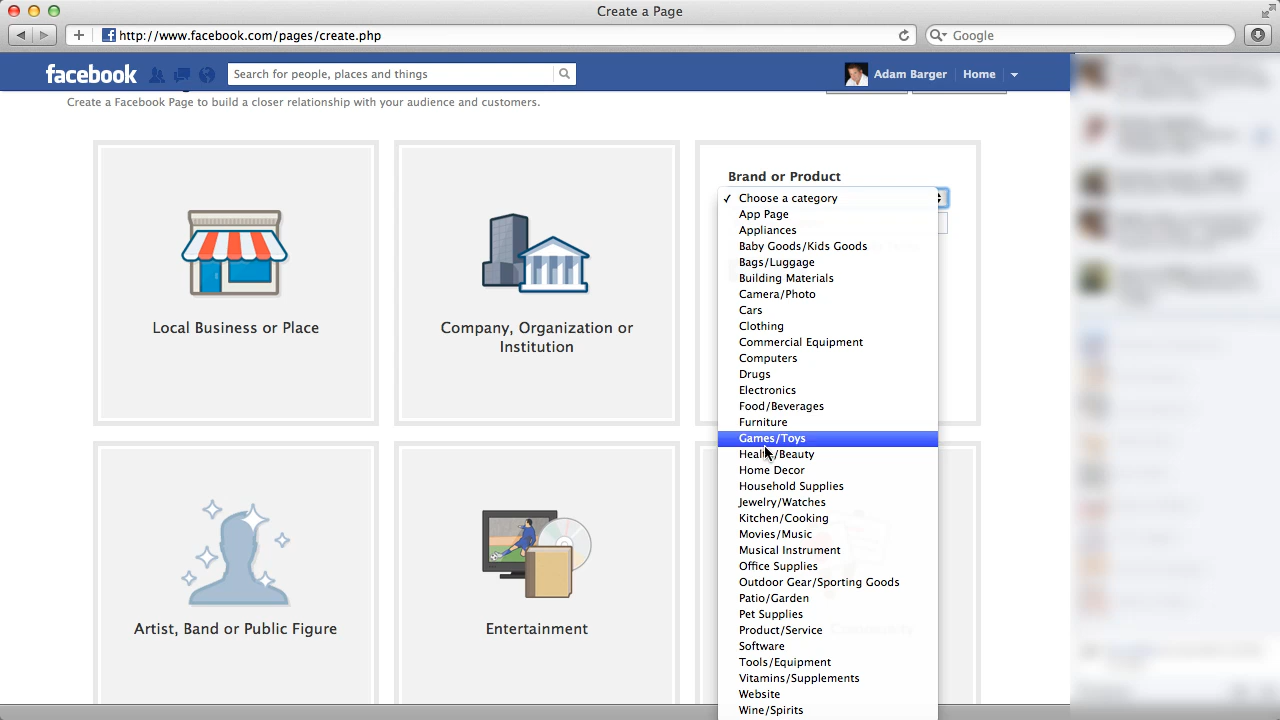 Create a Page
http://www.facebook.com/pages/create.php
Google
facebook
Search for people, places and things
Adam Barger
Home
Create a Facebook Page to build a closer relationship with your audience and customers.
Local Business or Place
Company, Organization or
Institution
Brand or Product
✓ Choose a category
App Page
Appliances
Baby Goods/Kids Goods
Bags/Luggage
Building Materials
Camera/Photo
Cars
Clothing
Commercial Equipment
Computers
Drugs
Electronics
Food/Beverages
Furniture
Games/Toys
Health/Beauty
Home Decor
Household Supplies
Jewelry/Watches
Kitchen/Cooking
Movies/Music
Musical Instrument
Office Supplies
Outdoor Gear/Sporting Goods
Patio/Garden
Pet Supplies
Product/Service
Software
Tools/Equipment
Vitamins/Supplements
Website
Wine/Spirits
Artist, Band or Public Figure
Entertainment
Community